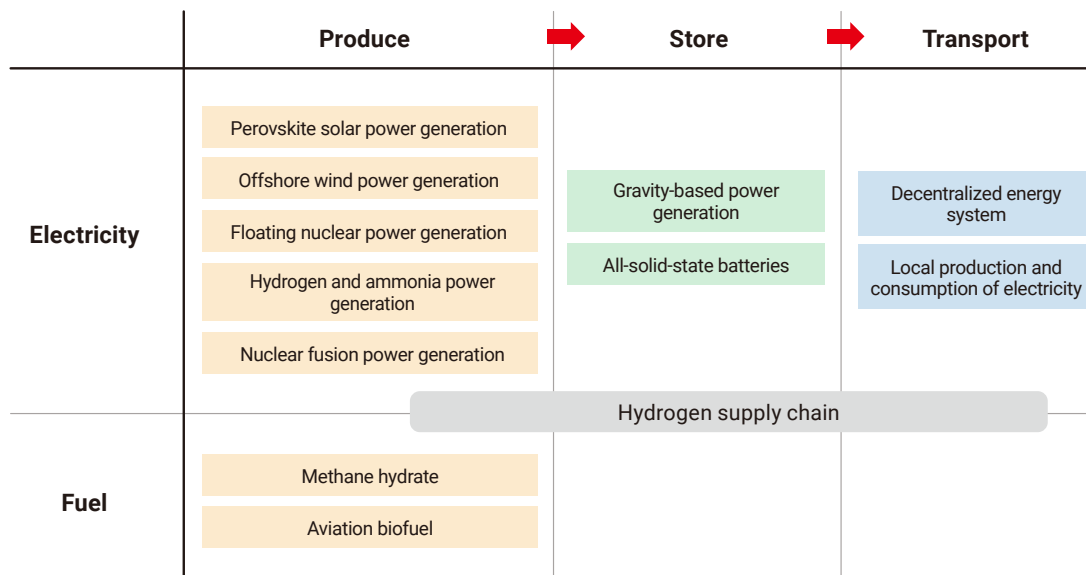 Produce
Store
Transport
Electricity
Perovskite solar power generation
Offshore wind power generation
Floating nuclear power generation
Hydrogen and ammonia power
generation
Nuclear fusion power generation
Gravity-based power
generation
All-solid-state batteries
Decentralized energy
system
Local production and
consumption of electricity
Hydrogen supply chain
Fuel
Methane hydrate
Aviation biofuel